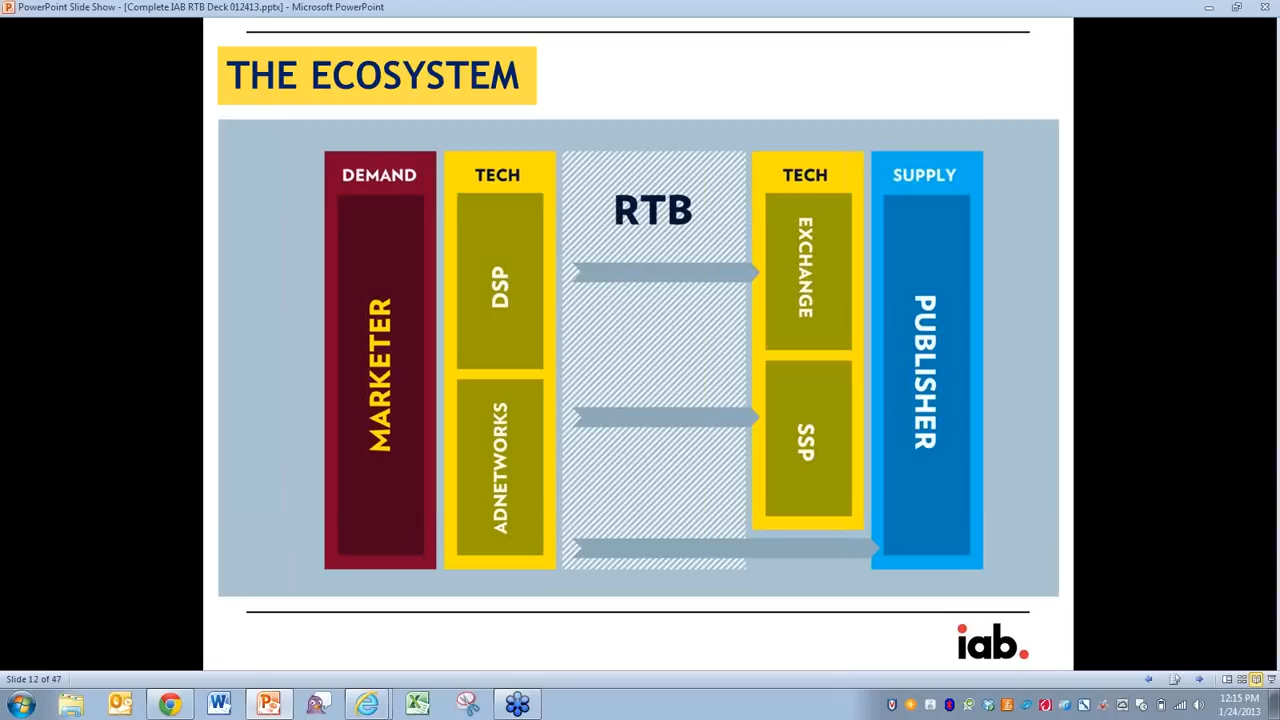 PowerPoint Slide Show - [Complete IAB RTB Deck 012413.pptx] - Microsoft PowerPoint
THE ECOSYSTEM
DEMAND
MARKETER
TECH
DSP
ADNETWORKS
RTB
TECH
EXCHANGE
SSP
SUPPLY
PUBLISHER
iab.
Slide 12 of 47
12:15 PM
1/24/2013